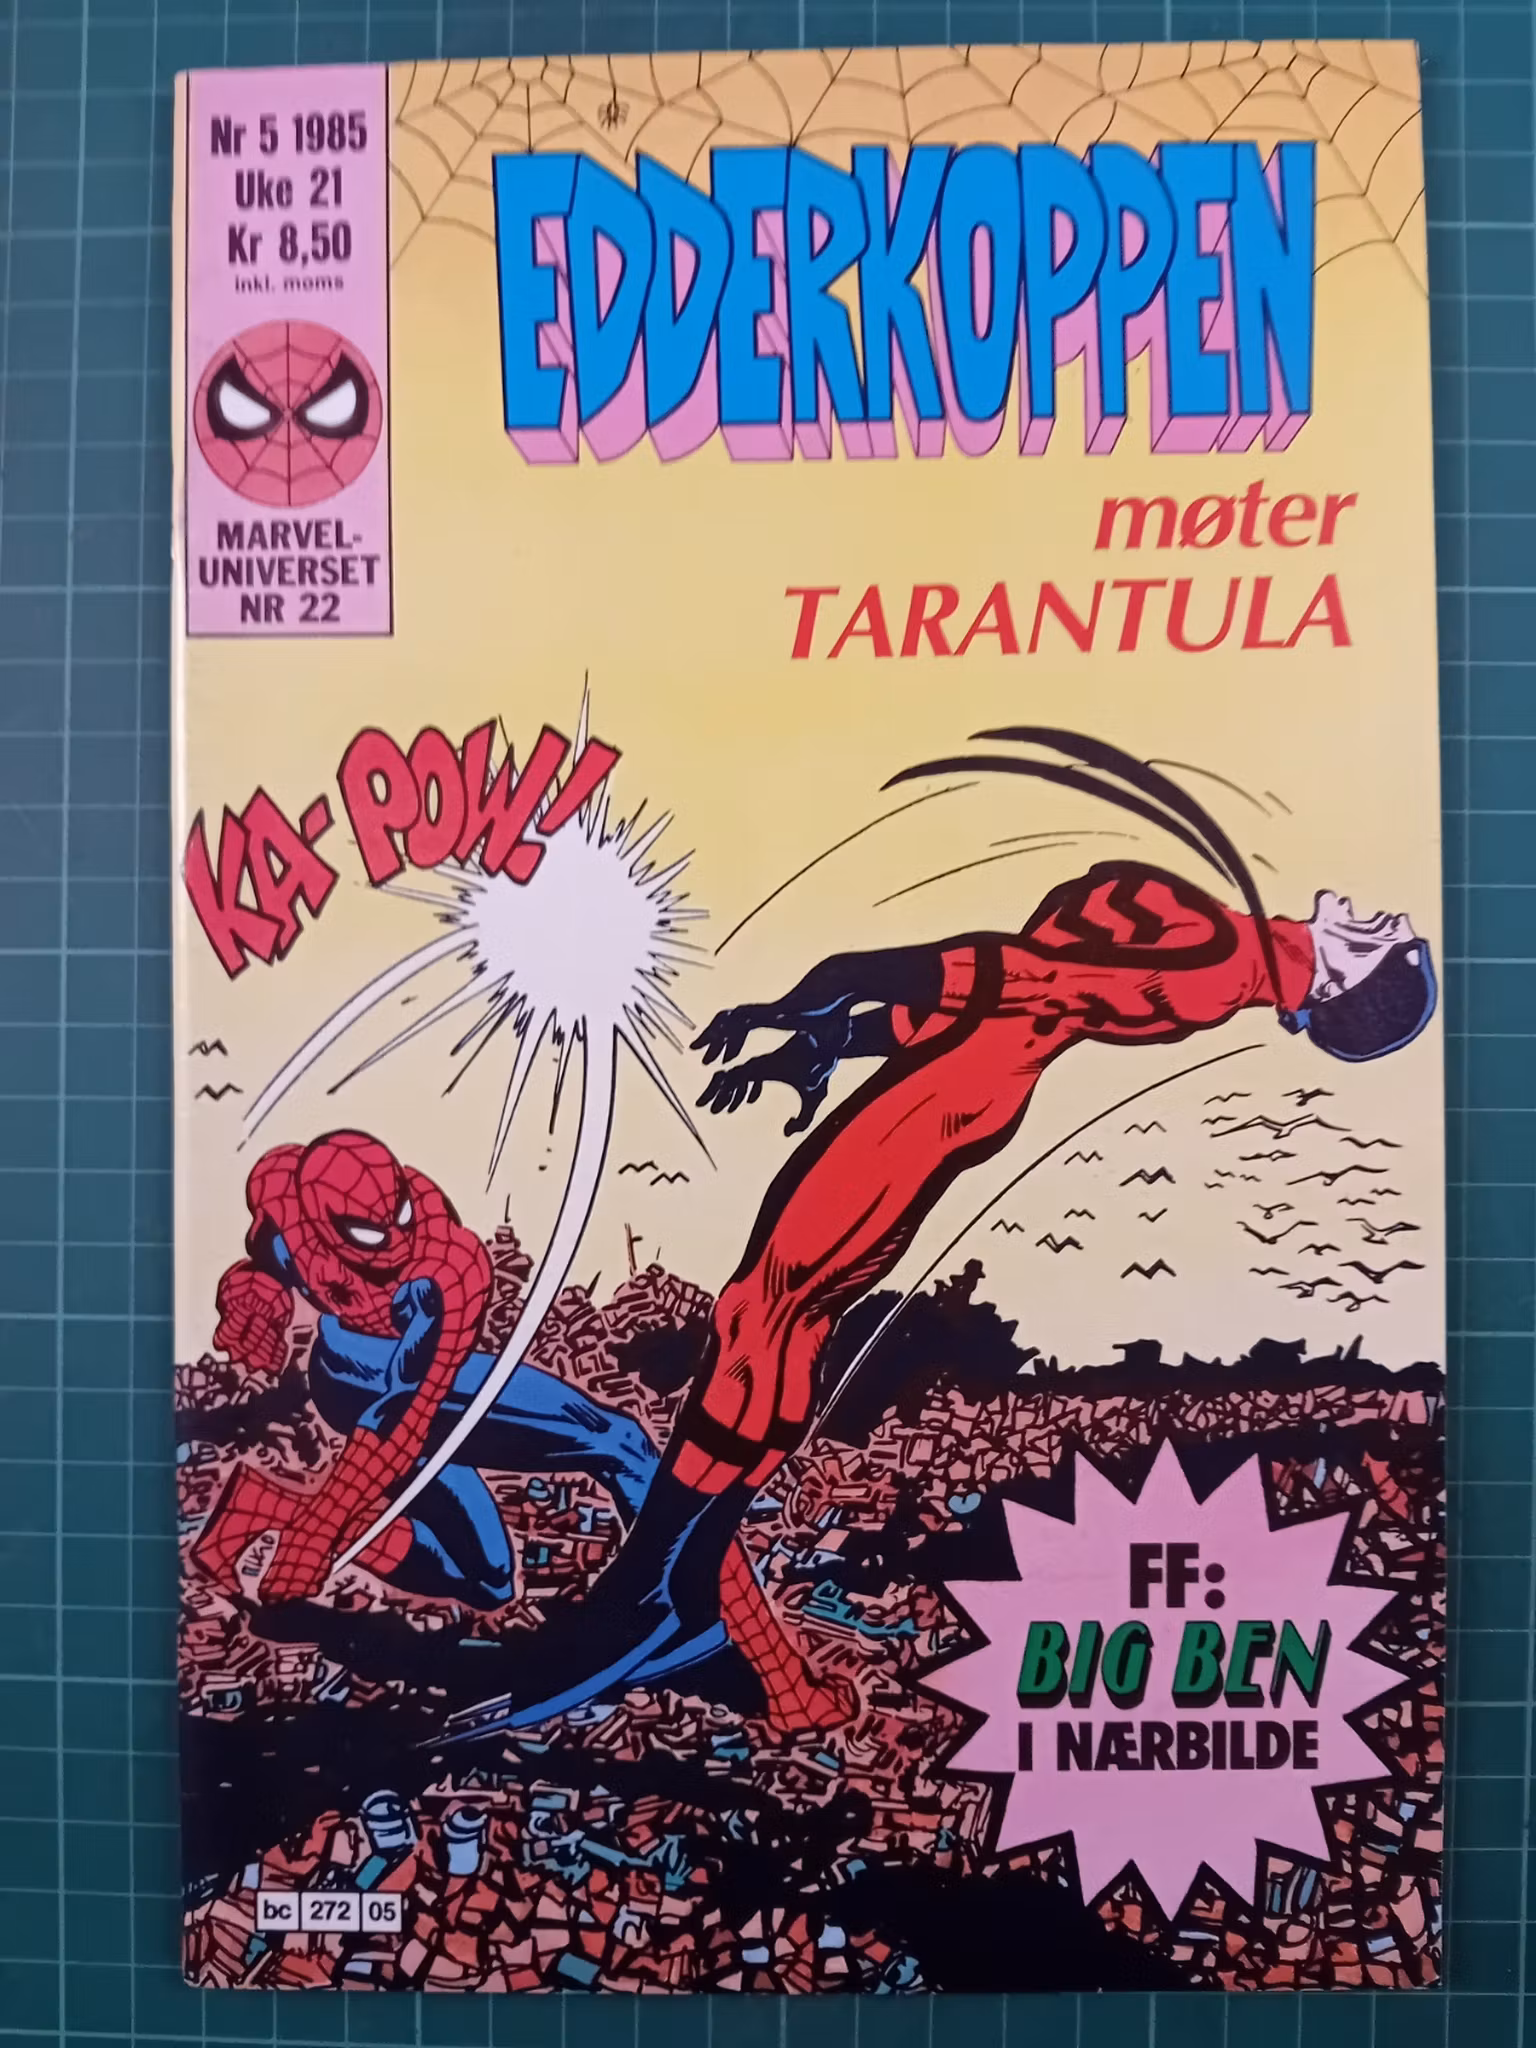 Nr 5 1985
Uke 21
Kr 8,50
inkl. moms
MARVEL-
UNIVERSET
NR 22
EDDERKOPPEN
møter
TARANTULA
KA-POW!
FF:
BIG BEN
I NÆRBILDE
bc 272 05